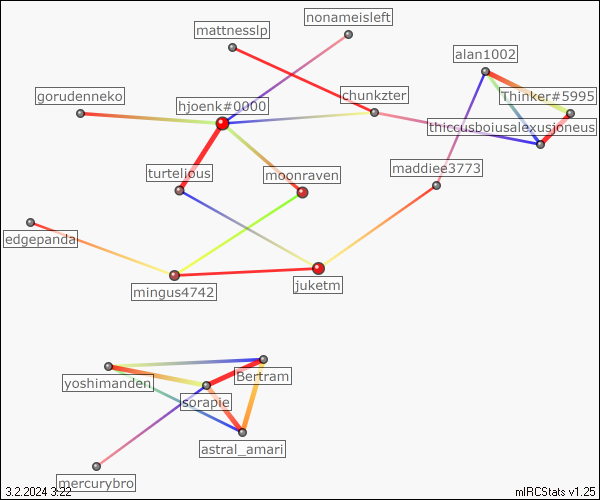 nonameisleft
mattnesslp
alan1002
gorudenneko
hjoenk#0000
chunkzter
Thinker#5995
thicusboiusalexusjoneus
turtelious
moonraven
maddiee3773
edgepanda
mingus4742
juketm
yoshimanden
Bertram
sorapie
astral_amari
mercurybro
3.2.2024 3:22
mIRCStats v1.25